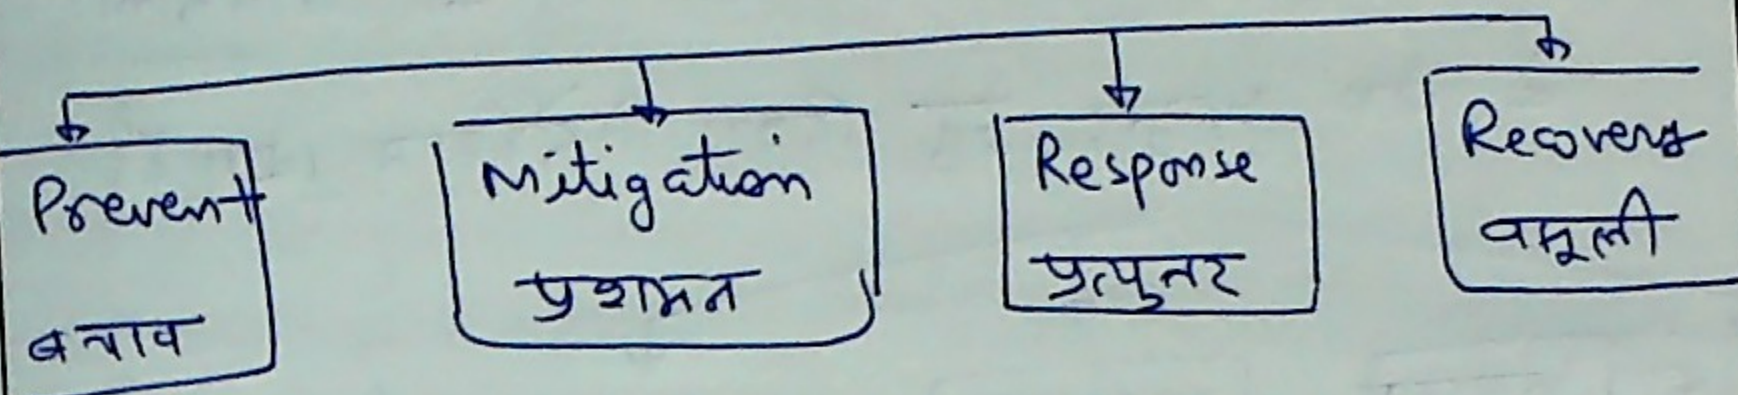 Prevent
बचाव
Mitigation
प्रशमन
Response
प्रत्युतर
Recovery
वसूली